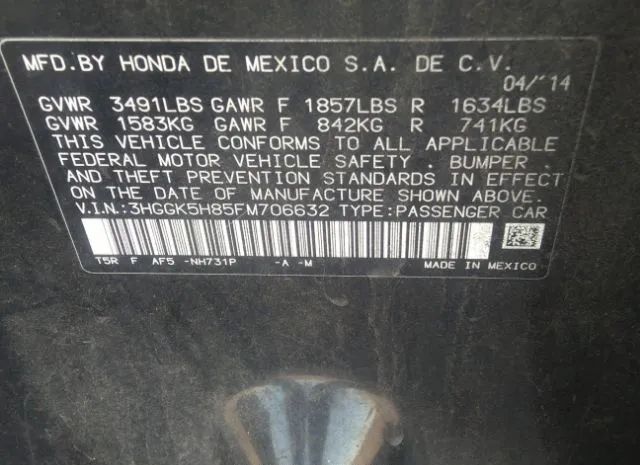 MFD.BY HONDA DE MEXICO S.A. DE C.V.
04/'14
GVWR 3491LBS GAWR F 1857LBS R 1634LBS
GVWR 1583KG GAWR F 842KG R 741KG
THIS VEHICLE CONFORMS TO ALL APPLICABLE
FEDERAL MOTOR VEHICLE SAFETY . BUMPER .
AND THEFT PREVENTION STANDARDS IN EFFECT
ON THE DATE OF MANUFACTURE SHOWN ABOVE.
V.I.N.:3HGGK5H85FM706632 TYPE:PASSENGER CAR
T5R F AF5 -NH731P -A -M MADE IN MEXICO